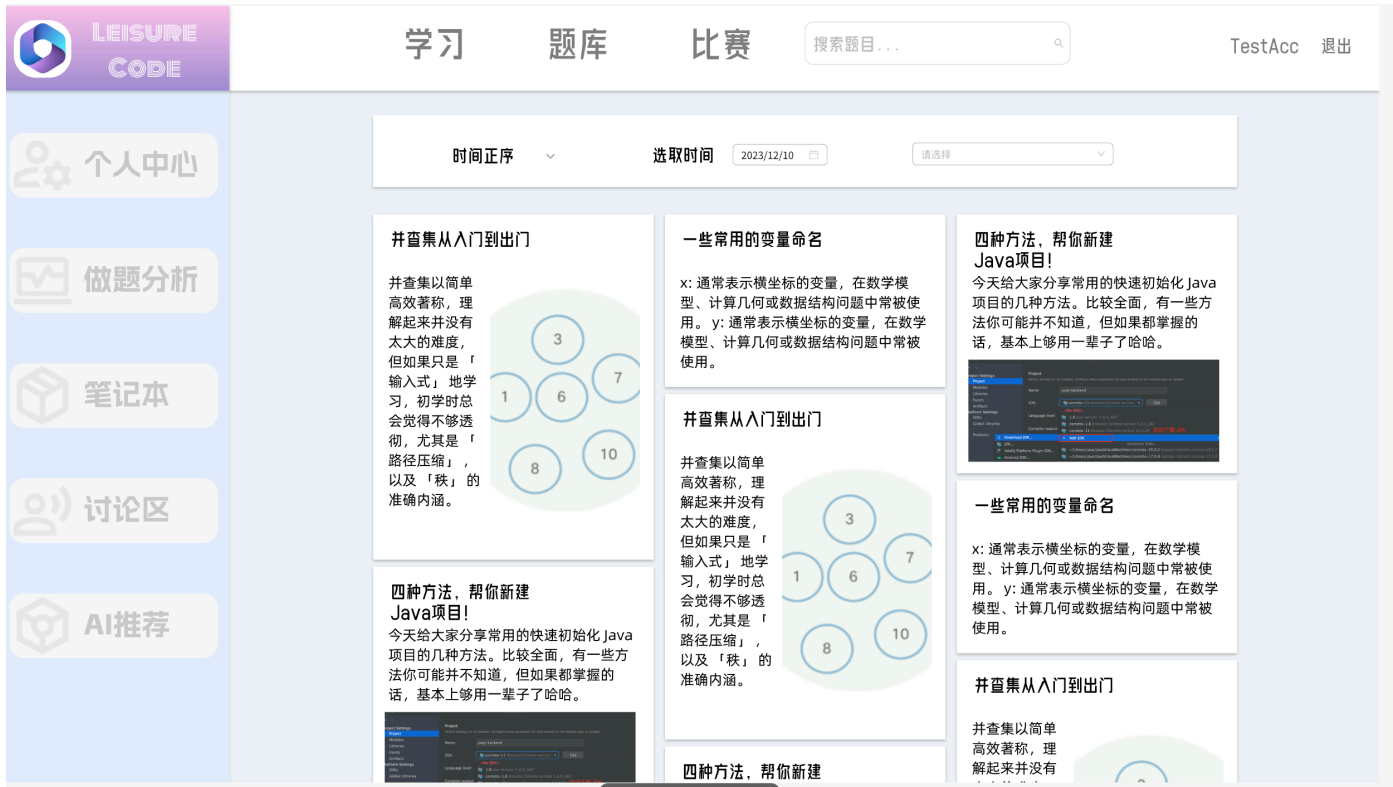 LEISURE
CODE
学习
题库
比赛
搜索题目...
TestAcc
退出
个人中心
做题分析
笔记本
讨论区
AI推荐
时间正序
选取时间
2023/12/10
请选择
并查集从入门到出门
并查集以简单
高效著称，理
解起来并没有
太大的难度，
但如果只是「
输入式」地学
习，初学时总
会觉得不够透
彻，尤其是「
路径压缩」，
以及「秩」的
准确内涵。
3
7
1
6
10
8
四种方法，帮你新建
Java项目!
今天给大家分享常用的快速初始化 Java
项目的几种方法。比较全面，有一些方
法你可能并不知道，但如果都掌握的
话，基本上够用一辈子了哈哈。
Project
Name:
一些常用的变量命名
x: 通常表示横坐标的变量，在数学模
型、计算几何或数据结构问题中常被使
用。 y: 通常表示横坐标的变量，在数学
模型、计算几何或数据结构问题中常被
使用。
并查集从入门到出门
并查集以简单
高效著称，理
解起来并没有
太大的难度，
但如果只是「
输入式」地学
习，初学时总
会觉得不够透
彻，尤其是「
路径压缩」，
以及「秩」的
准确内涵。
3
7
1
6
10
8
四种方法，帮你新建
四种方法，帮你新建
Java项目!
今天给大家分享常用的快速初始化 Java
项目的几种方法。比较全面，有一些方
法你可能并不知道，但如果都掌握的
话，基本上够用一辈子了哈哈。
Project
Name:
Language level:
Add SDK
一些常用的变量命名
x: 通常表示横坐标的变量，在数学模
型、计算几何或数据结构问题中常被使
用。 y: 通常表示横坐标的变量，在数学
模型、计算几何或数据结构问题中常被
使用。
并查集从入门到出门
并查集以简单
高效著称，理
解起来并没有